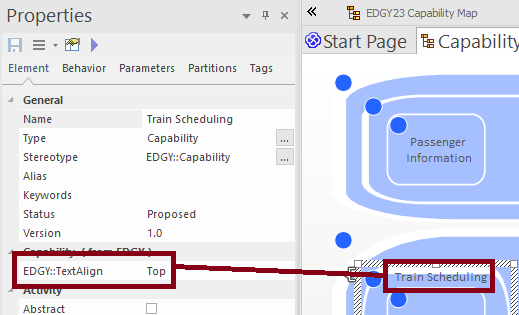 Properties
Element Behavior Parameters Partitions Tags
General
Name Train Scheduling
Type Capability ...
Stereotype EDGY::Capability ...
Alias
Keywords
Status Proposed
Version 1.0
Capability ( from EDGY )
EDGY::TextAlign Top
Activity
Abstract
EDGY23 Capability Map
Start Page Capability
Passenger
Information
Train Scheduling